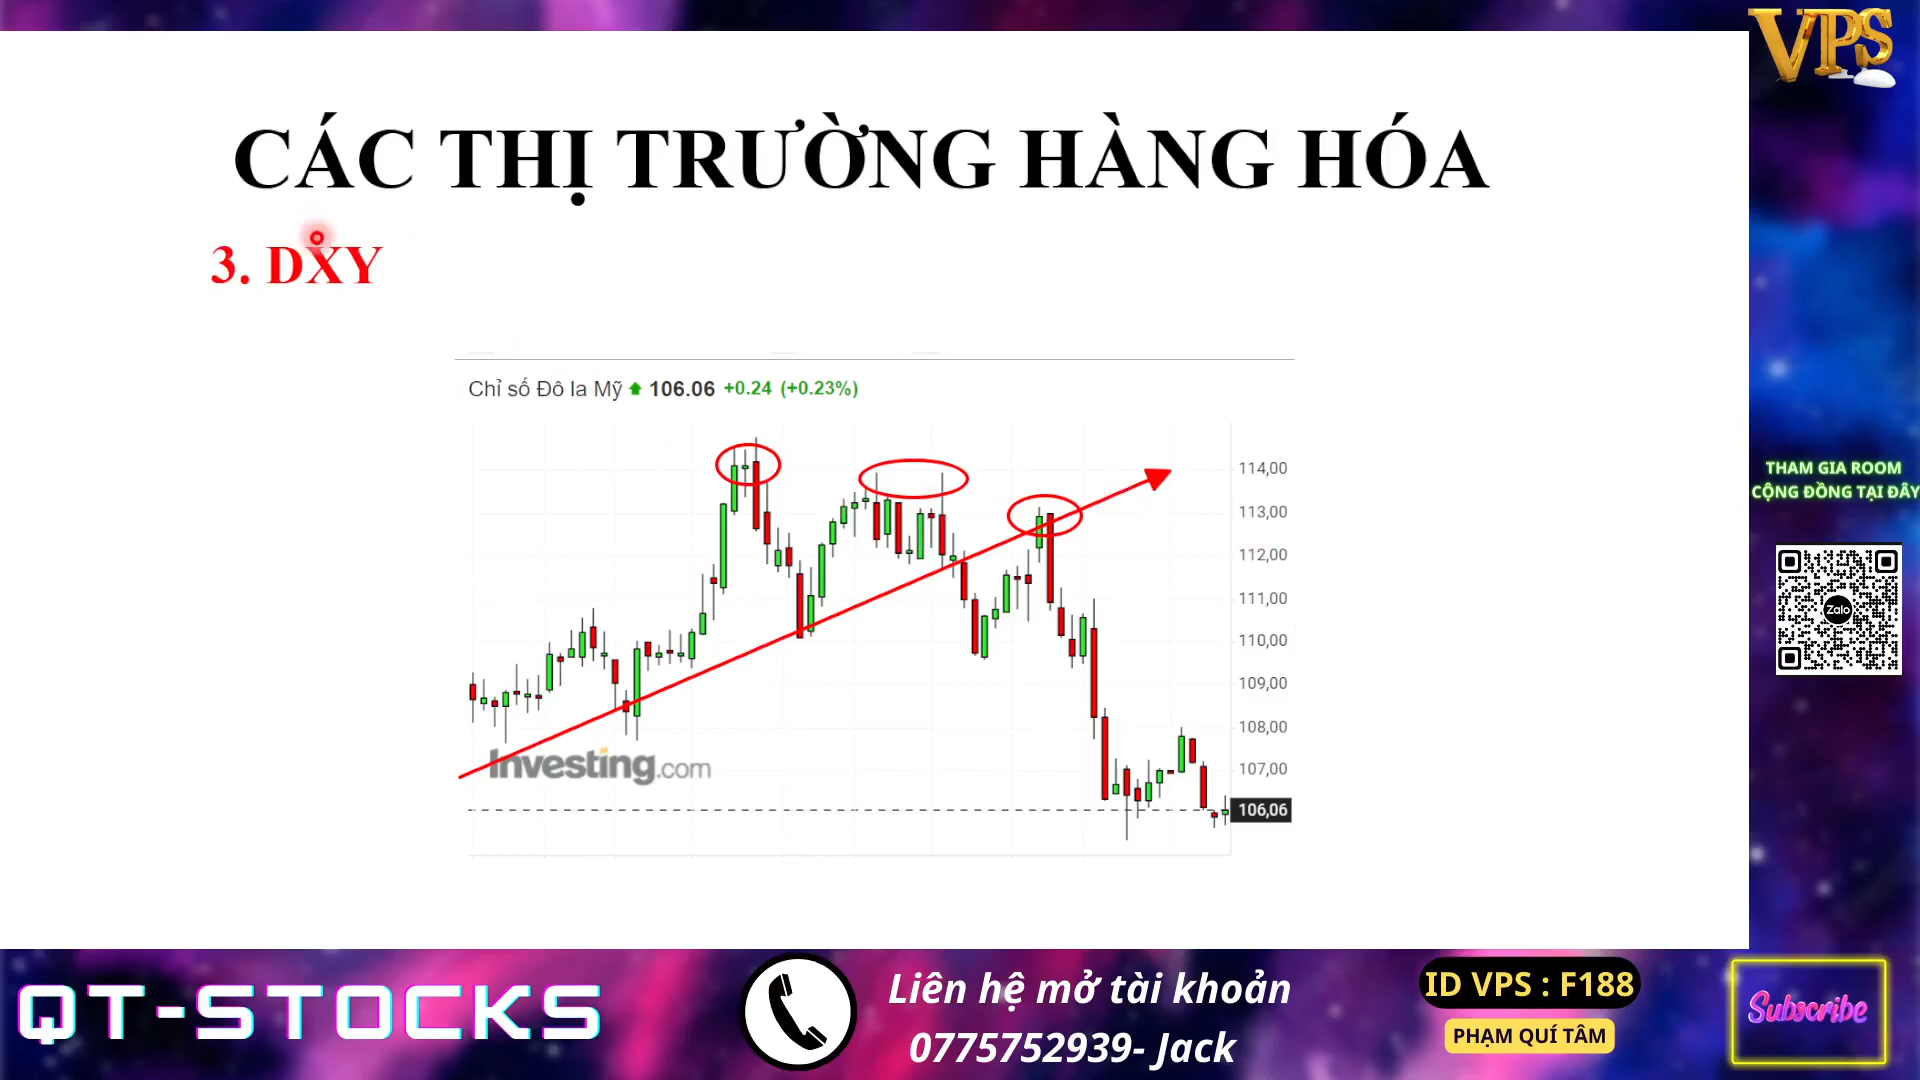 VPS
CÁC THỊ TRƯỜNG HÀNG HÓA
3. DXY
Chỉ số Đô la Mỹ 106.06 +0.24 (+0.23%)
114,00
113,00
112,00
111,00
110,00
109,00
108,00
107,00
106,06
Investing.com
THAM GIA ROOM
CỘNG ĐỒNG TẠI ĐÂY
Zalo
QT-STOCKS
Liên hệ mở tài khoản
0775752939- Jack
ID VPS : F188
PHẠM QUÍ TÂM
Subscribe